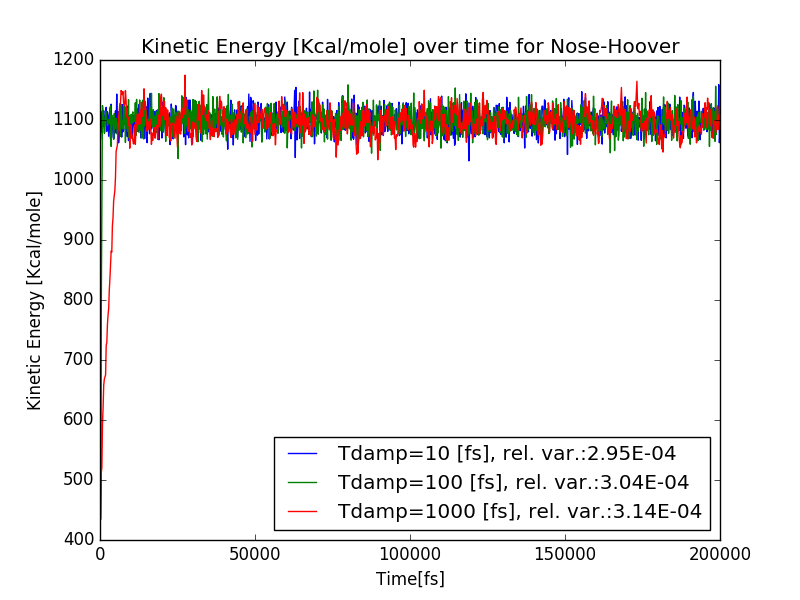 Kinetic Energy [Kcal/mole] over time for Nose-Hoover
1200
1100
1000
900
800
700
600
500
400
Kinetic Energy [Kcal/mole]
Tdamp=10 [fs], rel. var.:2.95E-04
Tdamp=100 [fs], rel. var.:3.04E-04
Tdamp=1000 [fs], rel. var.:3.14E-04
0 50000 100000 150000 200000
Time[fs]